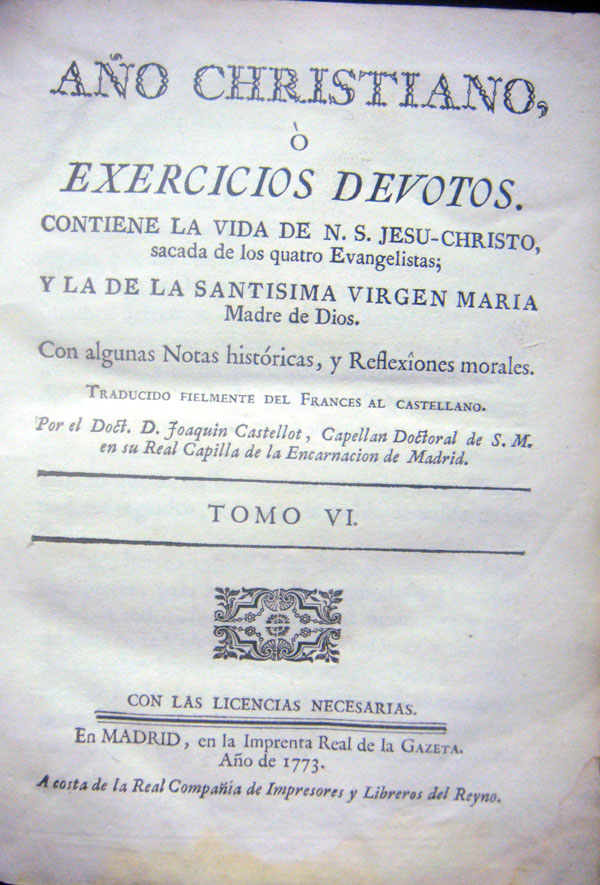 AÑO CHRISTIANO,
ò
EXERCICIOS DEVOTOS.
CONTIENE LA VIDA DE N. S. JESU-CHRISTO,
sacada de los quatro Evangelistas;
Y LA DE LA SANTISIMA VIRGEN MARIA
Madre de Dios.
Con algunas Notas históricas, y Reflexîones morales.
TRADUCIDO FIELMENTE DEL FRANCES AL CASTELLANO.
Por el Doct. D. Joaquin Castellot, Capellan Doctoral de S. M.
en su Real Capilla de la Encarnacion de Madrid.
TOMO VI.
CON LAS LICENCIAS NECESARIAS.
En MADRID, en la Imprenta Real de la GAZETA.
Año de 1773.
A costa de la Real Compañia de Impresores y Libreros del Reyno.